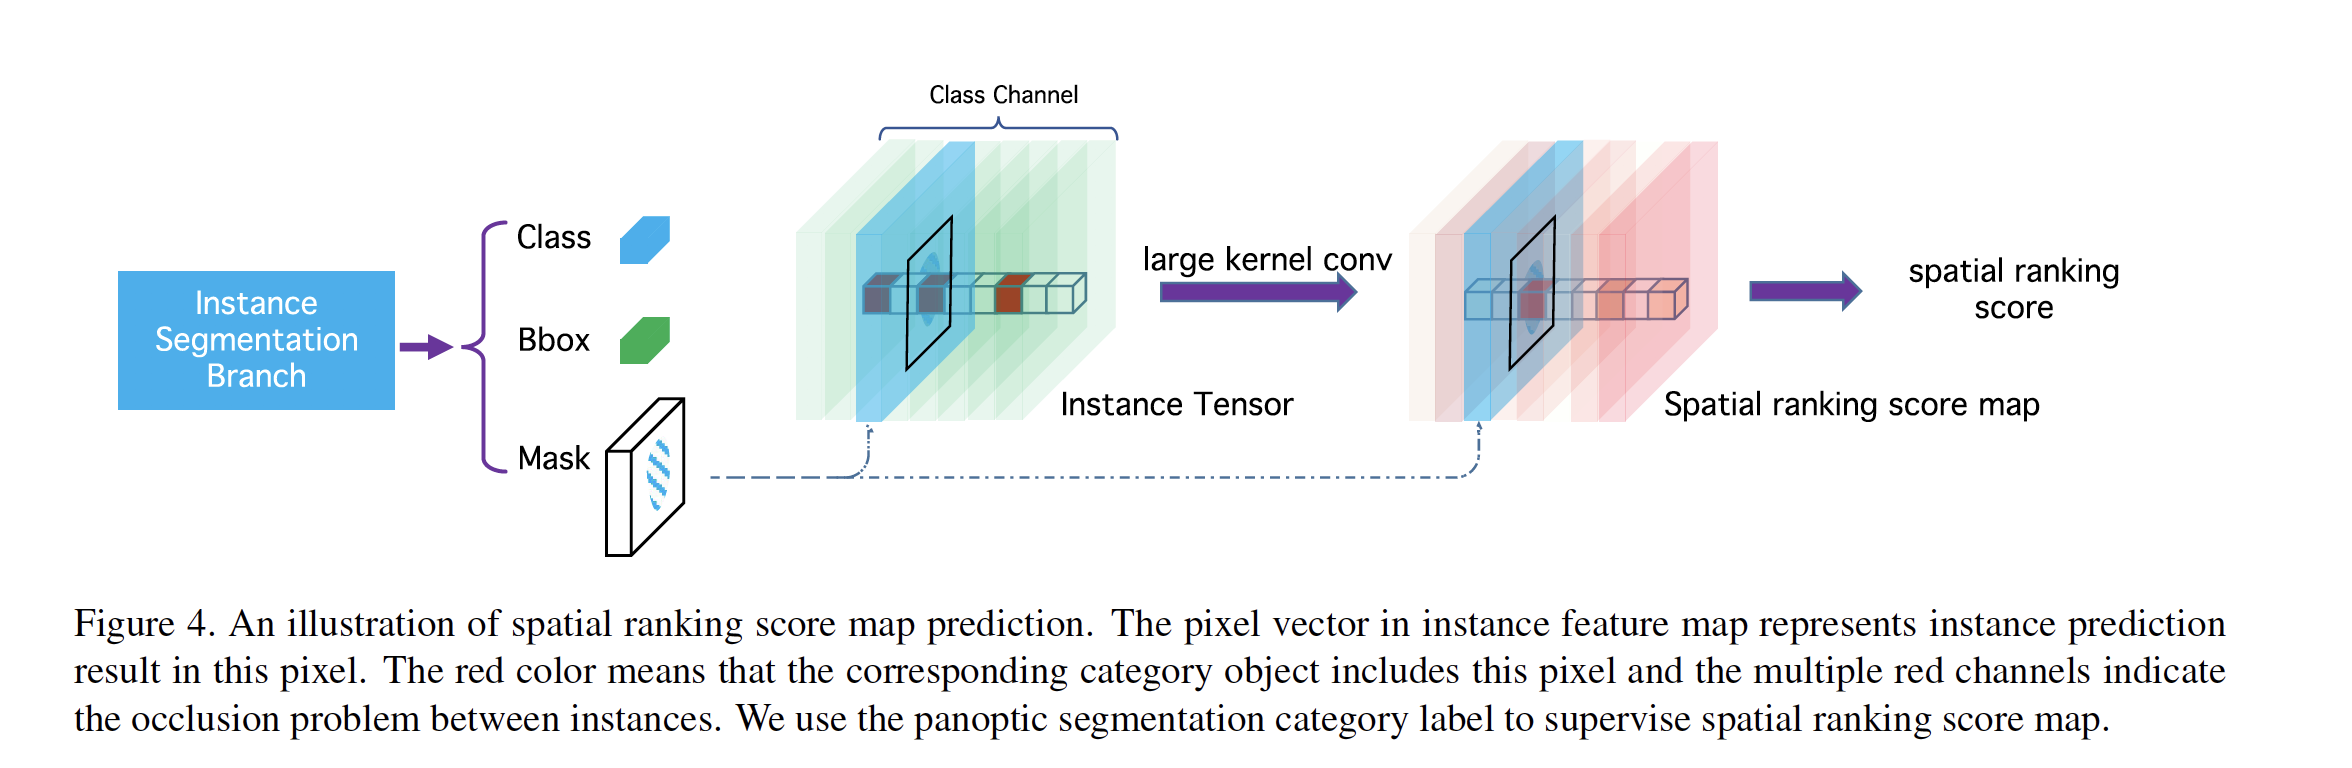 Class Channel
Instance
Segmentation
Branch
Class
Bbox
Mask
Instance Tensor
large kernel conv
Spatial ranking score map
spatial ranking
score
Figure 4. An illustration of spatial ranking score map prediction. The pixel vector in instance feature map represents instance prediction
result in this pixel. The red color means that the corresponding category object includes this pixel and the multiple red channels indicate
the occlusion problem between instances. We use the panoptic segmentation category label to supervise spatial ranking score map.